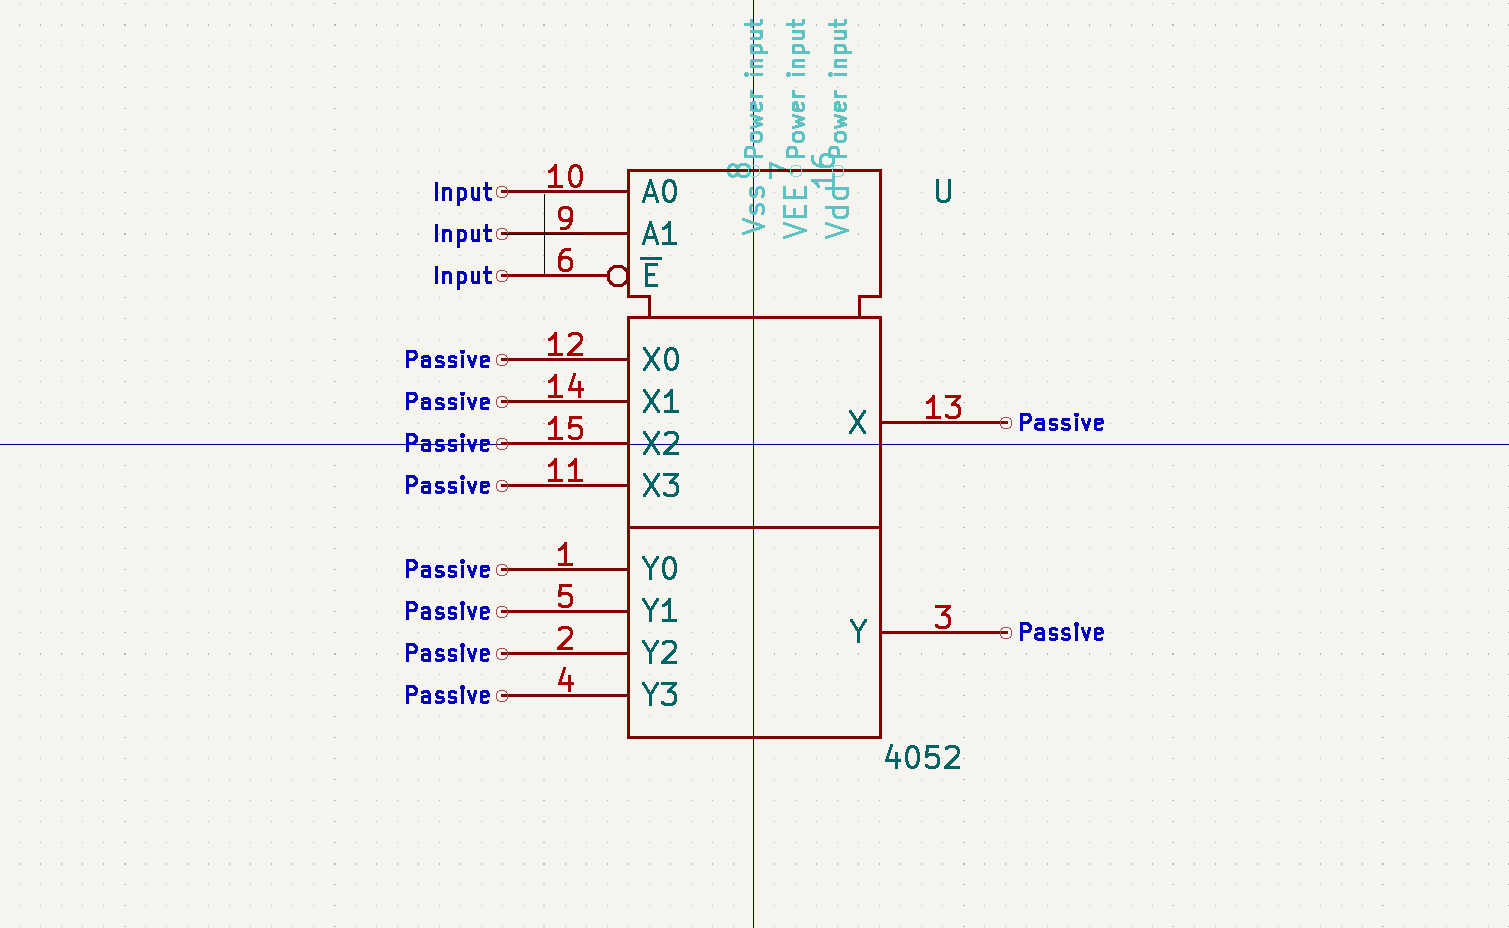 8 Vss Power input
7 VEE Power input
16 Vdd Power input
U
Input 10 A0
Input 9 A1
Input 6 E̅
Passive 12 X0
Passive 14 X1
Passive 15 X2
Passive 11 X3
X 13 Passive
Passive 1 Y0
Passive 5 Y1
Passive 2 Y2
Passive 4 Y3
Y 3 Passive
4052